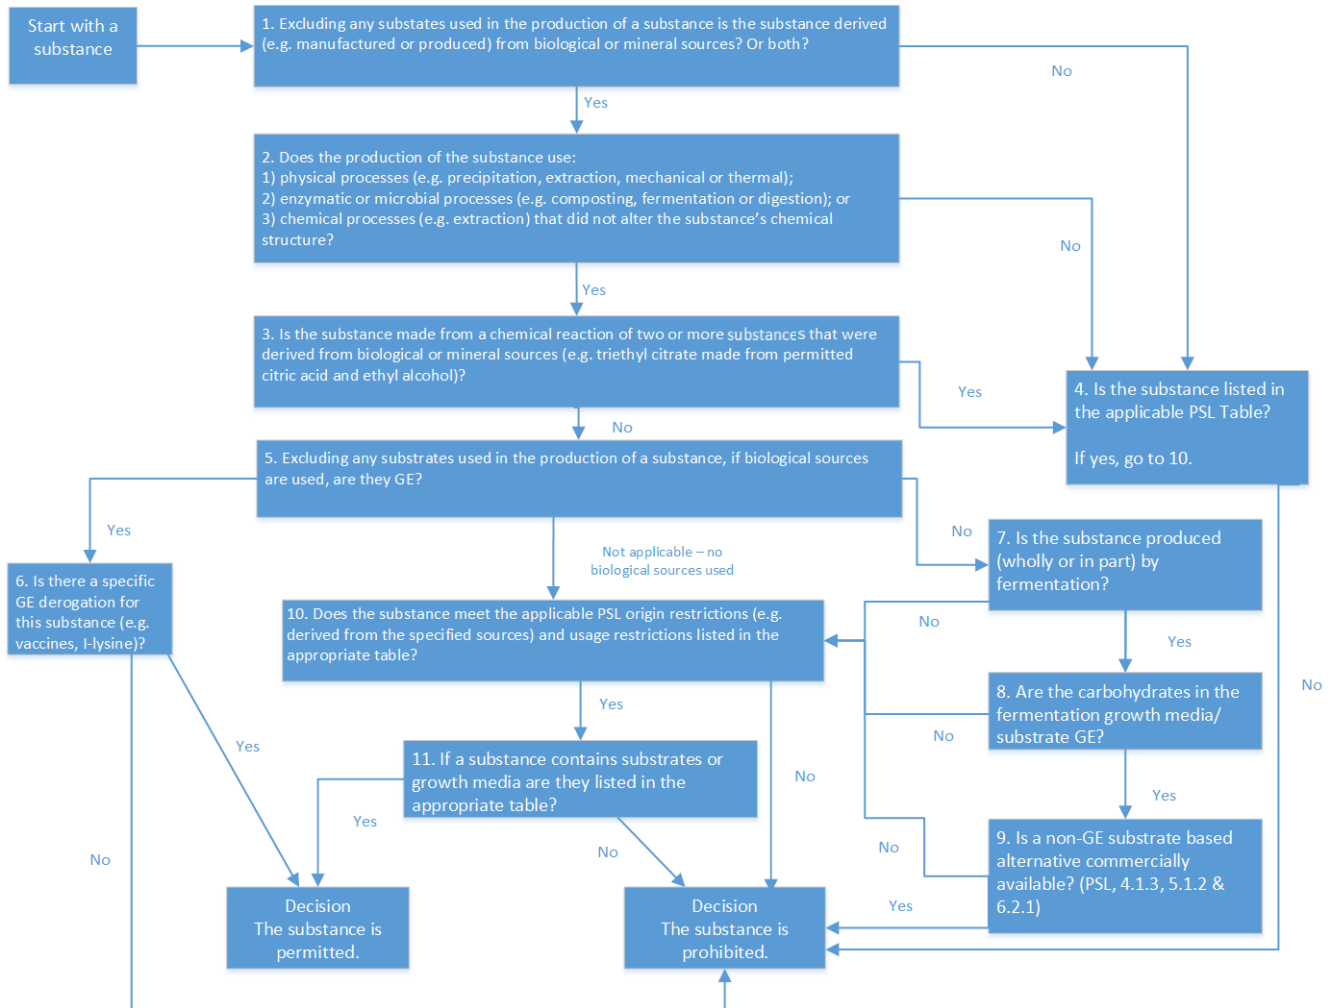 Start with a
substance
1. Excluding any substates used in the production of a substance is the substance derived
(e.g. manufactured or produced) from biological or mineral sources? Or both?
No
Yes
2. Does the production of the substance use:
1) physical processes (e.g. precipitation, extraction, mechanical or thermal);
2) enzymatic or microbial processes (e.g. composting, fermentation or digestion); or
3) chemical processes (e.g. extraction) that did not alter the substance's chemical
structure?
No
Yes
3. Is the substance made from a chemical reaction of two or more substances that were
derived from biological or mineral sources (e.g. triethyl citrate made from permitted
citric acid and ethyl alcohol)?
Yes
No
4. Is the substance listed in
the applicable PSL Table?
If yes, go to 10.
5. Excluding any substrates used in the production of a substance, if biological sources
are used, are they GE?
Yes
Not applicable – no
biological sources used
No
6. Is there a specific
GE derogation for
this substance (e.g.
vaccines, I-lysine)?
7. Is the substance produced
(wholly or in part) by
fermentation?
No
Yes
10. Does the substance meet the applicable PSL origin restrictions (e.g.
derived from the specified sources) and usage restrictions listed in the
appropriate table?
Yes
No
8. Are the carbohydrates in the
fermentation growth media/
substrate GE?
No
Yes
No
Yes
11. If a substance contains substrates or
growth media are they listed in the
appropriate table?
Yes
No
9. Is a non-GE substrate based
alternative commercially
available? (PSL, 4.1.3, 5.1.2 &
6.2.1)
No
Yes
No
Decision
The substance is
permitted.
Decision
The substance is
prohibited.